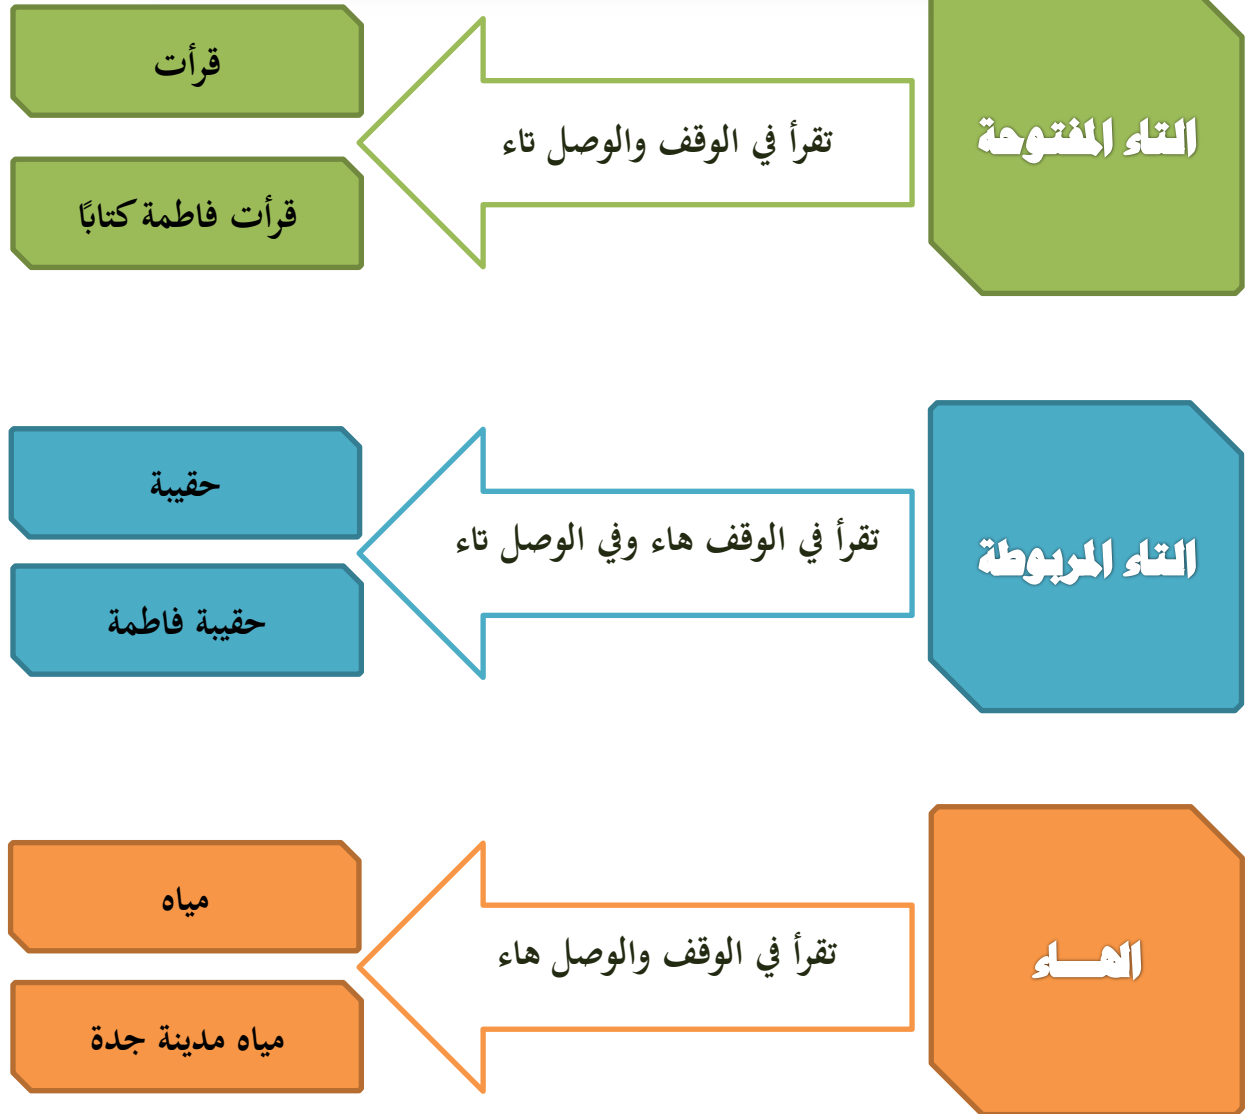 التاء المفتوحة
تقرأ في الوقف والوصل تاء
قرأت
قرأت فاطمة كتابًا
التاء المربوطة
تقرأ في الوقف هاء وفي الوصل تاء
حقيبة
حقيبة فاطمة
الهـــاء
تقرأ في الوقف والوصل هاء
مياه
مياه مدينة جدة